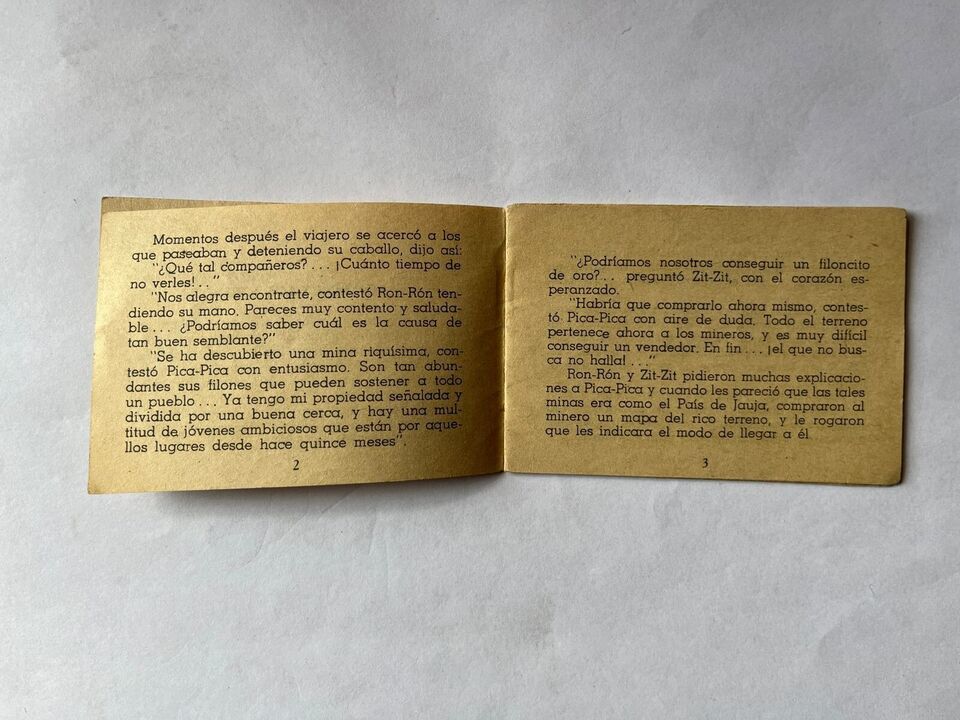 Momentos después el viajero se acercó a los
que paseaban y deteniendo su caballo, dijo así:
"¿Qué tal compañeros?... ¡Cuánto tiempo de
no verles!.."
"Nos alegra encontrarte, contestó Ron-Rón ten-
diendo su mano. Pareces muy contento y saluda-
ble... ¿Podríamos saber cuál es la causa de
tan buen semblante?"
"Se ha descubierto una mina riquísima, con-
testó Pica-Pica con entusiasmo. Son tan abun-
dantes sus filones que pueden sostener a todo
un pueblo... Ya tengo mi propiedad señalada y
dividida por una buena cerca, y hay una mul-
titud de jóvenes ambiciosos que están por aque-
llos lugares desde hace quince meses".
2
"¿Podríamos nosotros conseguir un filoncito
de oro?... preguntó Zit-Zit, con el corazón es-
peranzado.
"Habría que comprarlo ahora mismo, contes-
tó Pica-Pica con aire de duda. Todo el terreno
pertenece ahora a los mineros, y es muy difícil
conseguir un vendedor. En fin... ¡el que no bus-
ca no halla!..."
Ron-Rón y Zit-Zit pidieron muchas explicacio-
nes a Pica-Pica y cuando les pareció que las tales
minas era como el País de Jauja, compraron al
minero un mapa del rico terreno, y le rogaron
que les indicara el modo de llegar a él.
3